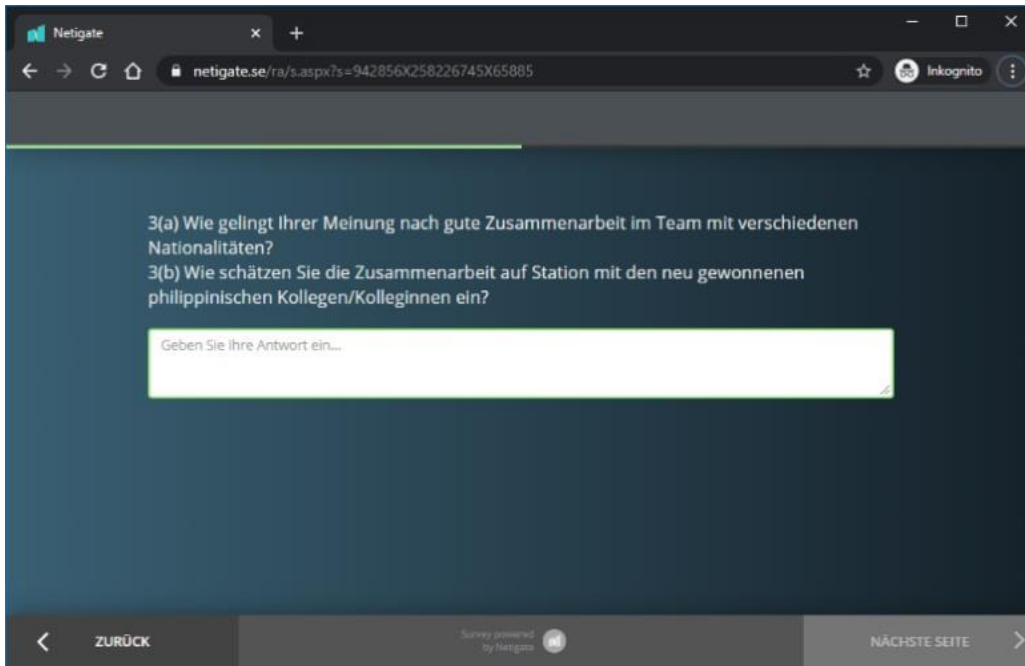 Netigate
netigate.se/ra/s.aspx?s=942856X258226745X65885
Inkognito
3(a) Wie gelingt Ihrer Meinung nach gute Zusammenarbeit im Team mit verschiedenen
Nationalitäten?
3(b) Wie schätzen Sie die Zusammenarbeit auf Station mit den neu gewonnenen
philippinischen Kollegen/Kolleginnen ein?
Geben Sie Ihre Antwort ein...
ZURÜCK
Survey powered
by Netigate
NÄCHSTE SEITE